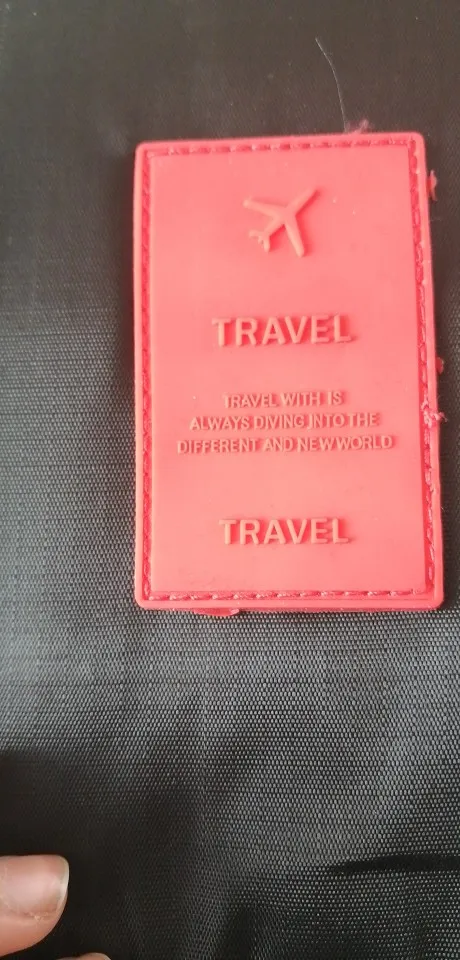 TRAVEL
TRAVEL WITH IS
ALWAYS DIVING INTO THE
DIFFERENT AND NEW WORLD
TRAVEL